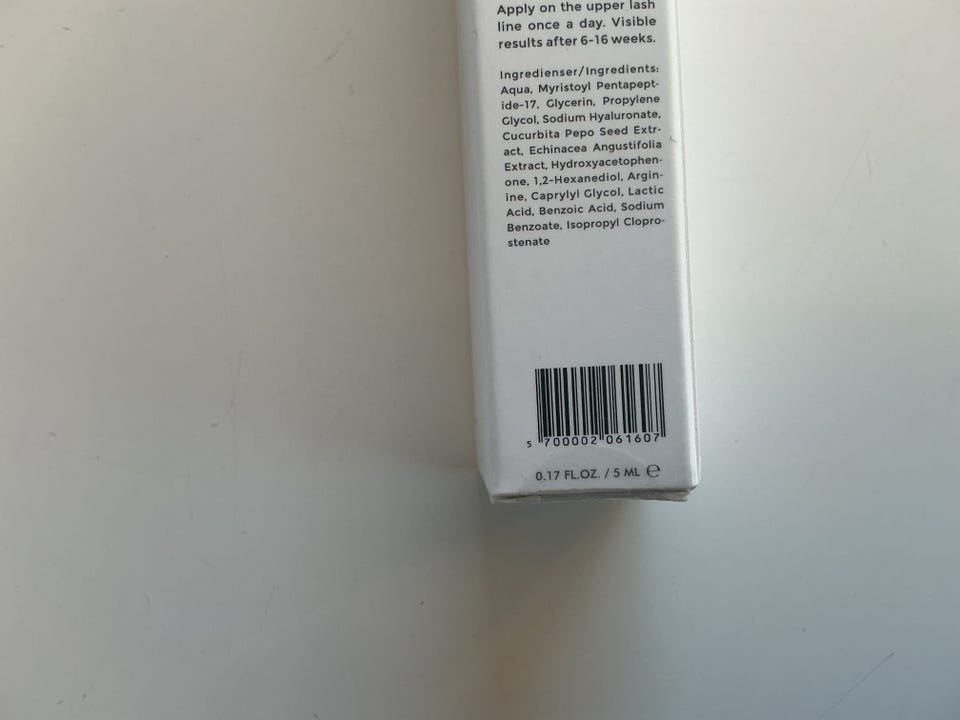 Apply on the upper lash
line once a day. Visible
results after 6-16 weeks.
Ingredienser/Ingredients:
Aqua, Myristoyl Pentapept-
ide-17, Glycerin, Propylene
Glycol, Sodium Hyaluronate,
Cucurbita Pepo Seed Extr-
act, Echinacea Angustifolia
Extract, Hydroxyacetophen-
one, 1,2-Hexanediol, Argin-
ine, Caprylyl Glycol, Lactic
Acid, Benzoic Acid, Sodium
Benzoate, Isopropyl Clopro-
stenate
5 700002 061607
0.17 FL.OZ. / 5 ML ℮